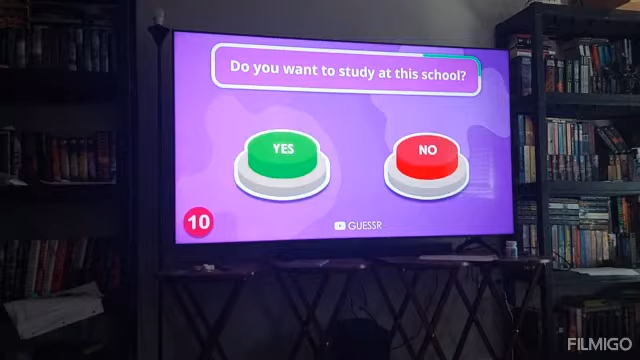 Do you want to study at this school?
YES
NO
10
GUESSR
FILMIGO